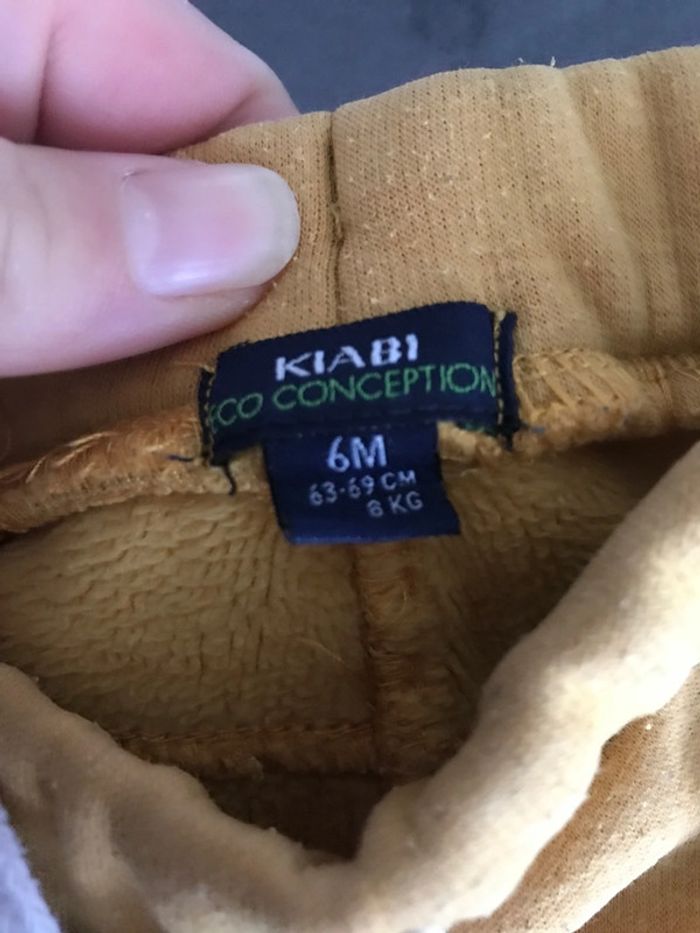 KIABI
ECO CONCEPTION
6M
63-69 CM
8 KG